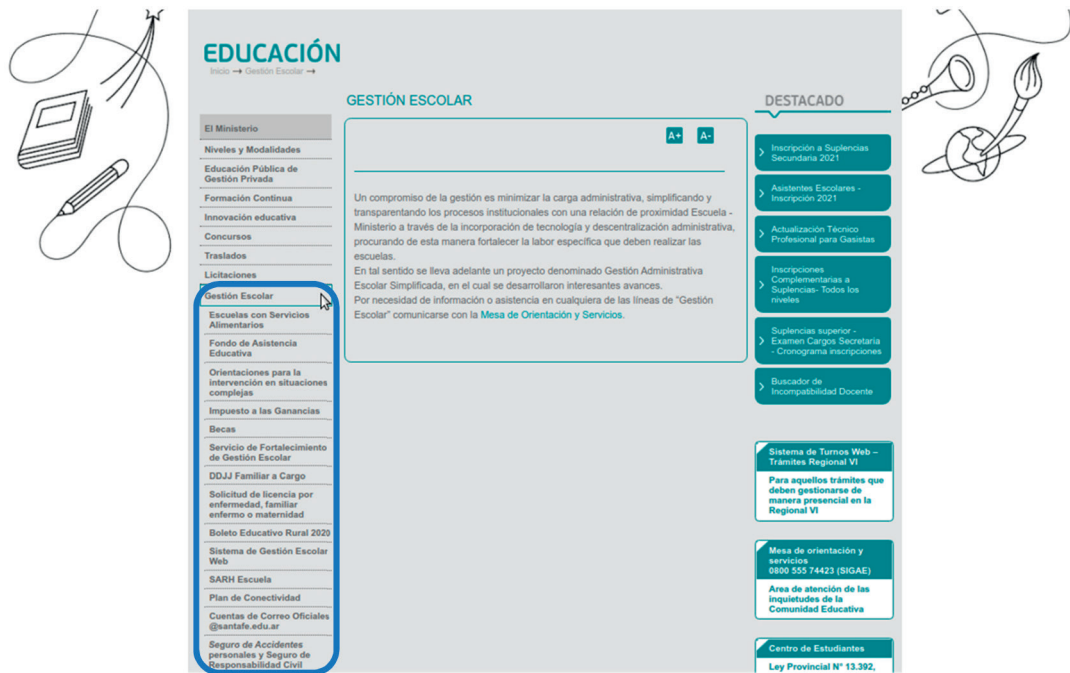 EDUCACIÓN
Inicio → Gestión Escolar →
El Ministerio
Niveles y Modalidades
Educación Pública de
Gestión Privada
Formación Continua
Innovación educativa
Concursos
Traslados
Licitaciones
Gestión Escolar
Escuelas con Servicios
Alimentarios
Fondo de Asistencia
Educativa
Orientaciones para la
intervención en situaciones
complejas
Impuesto a las Ganancias
Becas
Servicio de Fortalecimiento
de Gestión Escolar
DDJJ Familiar a Cargo
Solicitud de licencia por
enfermedad, familiar
enfermo o maternidad
Boleto Educativo Rural 2020
Sistema de Gestión Escolar
Web
SARH Escuela
Plan de Conectividad
Cuentas de Correo Oficiales
@santafe.edu.ar
Seguro de Accidentes
personales y Seguro de
Responsabilidad Civil
GESTIÓN ESCOLAR
A+ A-
Un compromiso de la gestión es minimizar la carga administrativa, simplificando y
transparentando los procesos institucionales con una relación de proximidad Escuela -
Ministerio a través de la incorporación de tecnología y descentralización administrativa,
procurando de esta manera fortalecer la labor específica que deben realizar las
escuelas.
En tal sentido se lleva adelante un proyecto denominado Gestión Administrativa
Escolar Simplificada, en el cual se desarrollaron interesantes avances.
Por necesidad de información o asistencia en cualquiera de las líneas de "Gestión
Escolar" comunicarse con la Mesa de Orientación y Servicios.
DESTACADO
Inscripción a Suplencias
Secundaria 2021
Asistentes Escolares -
Inscripción 2021
Actualización Técnico
Profesional para Gasistas
Inscripciones
Complementarias a
Suplencias- Todos los
niveles
Suplencias superior -
Examen Cargos Secretaría
- Cronograma inscripciones
Buscador de
Incompatibilidad Docente
Sistema de Turnos Web –
Trámites Regional VI
Para aquellos trámites que
deben gestionarse de
manera presencial en la
Regional VI
Mesa de orientación y
servicios
0800 555 74423 (SIGAE)
Area de atención de las
inquietudes de la
Comunidad Educativa
Centro de Estudiantes
Ley Provincial N° 13.392,